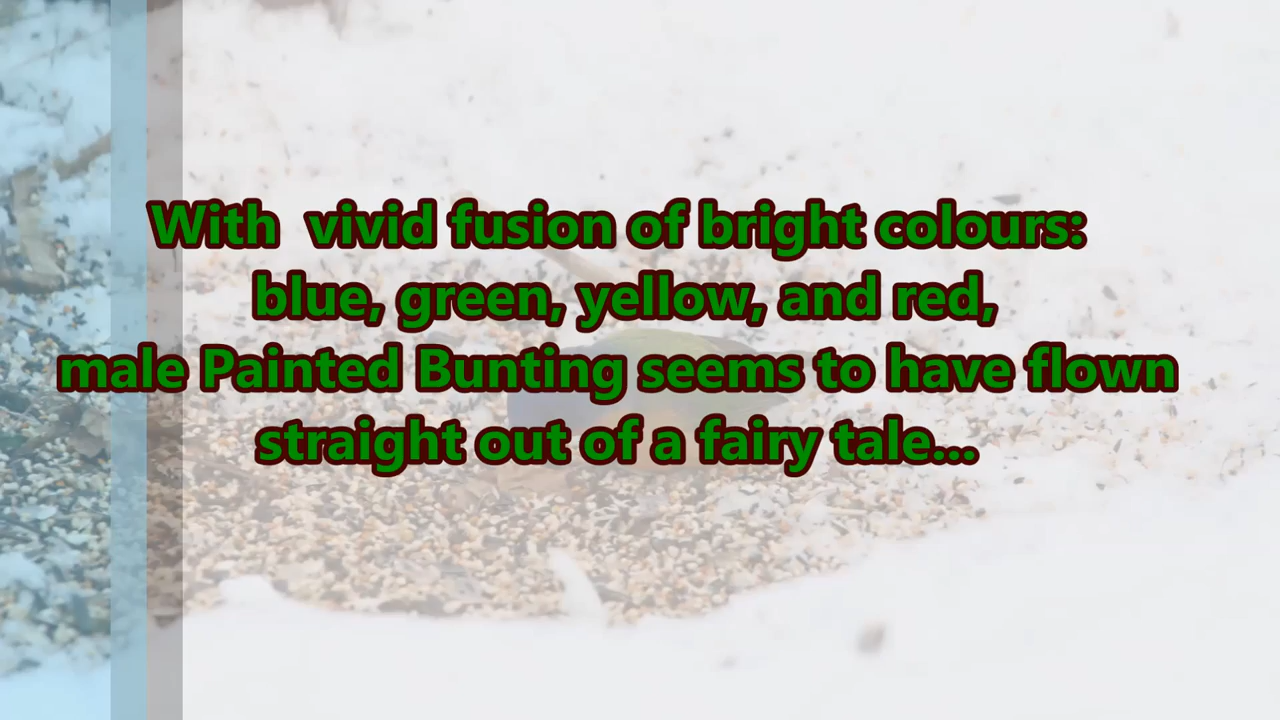 With  vivid fusion of bright colours:
blue, green, yellow, and red,
male Painted Bunting seems to have flown
straight out of a fairy tale...